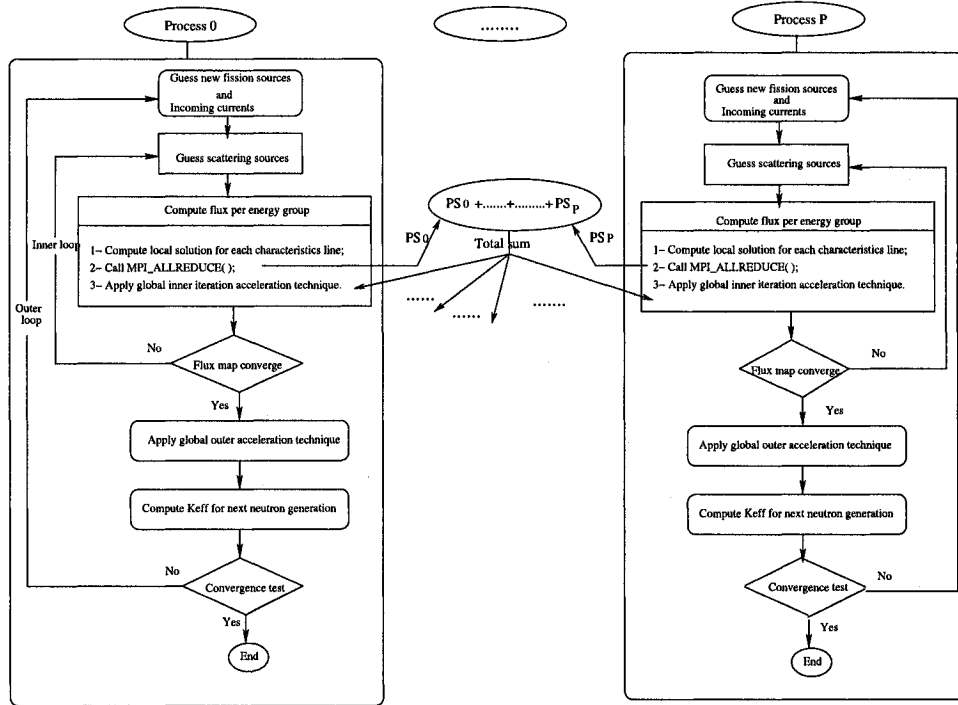 Process 0
Guess new fission sources
and
Incoming currents
Guess scattering sources
Compute flux per energy group
1– Compute local solution for each characteristics line;
2– Call MPI_ALLREDUCE( );
3– Apply global inner iteration acceleration technique.
Inner loop
Outer
loop
No
Flux map converge
Yes
Apply global outer acceleration technique
Compute Keff for next neutron generation
No
Convergence test
Yes
End
........
PS0 +.......+.........+PSP
PS0
Total sum
PSP
......
......
.......
Process P
Guess new fission sources
and
Incoming currents
Guess scattering sources
Compute flux per energy group
1– Compute local solution for each characteristics line;
2– Call MPI_ALLREDUCE( );
3– Apply global inner iteration acceleration technique.
No
Flux map converge
Yes
Apply global outer acceleration technique
Compute Keff for next neutron generation
No
Convergence test
Yes
End